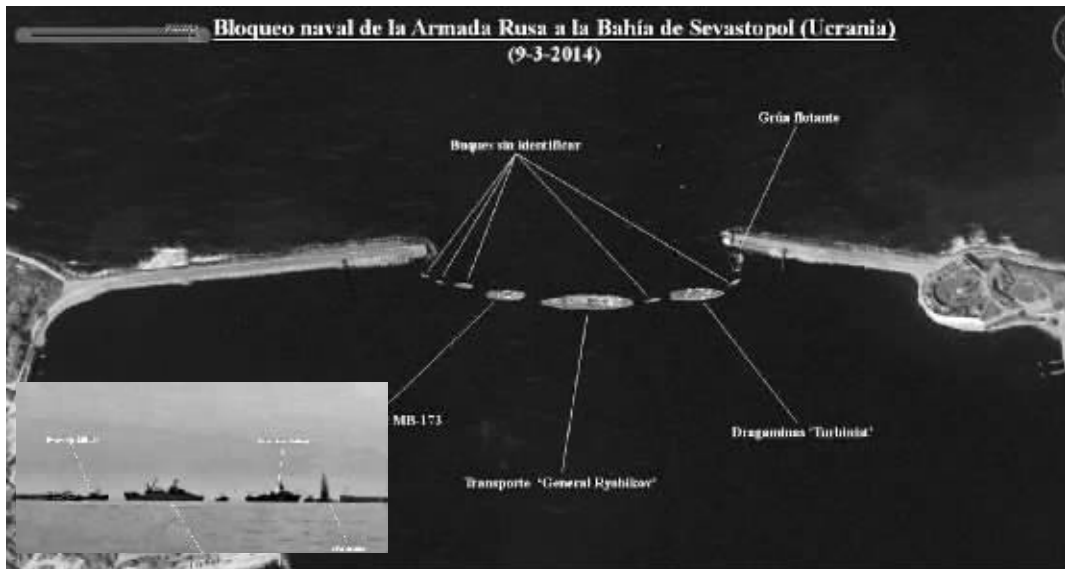 Bloqueo naval de la Armada Rusa a la Bahía de Sevastopol (Ucrania)
(9-3-2014)
Grúa flotante
Buques sin identificar
MB-173
Dragaminas 'Turbinist'
Transporte 'General Ryabikov'